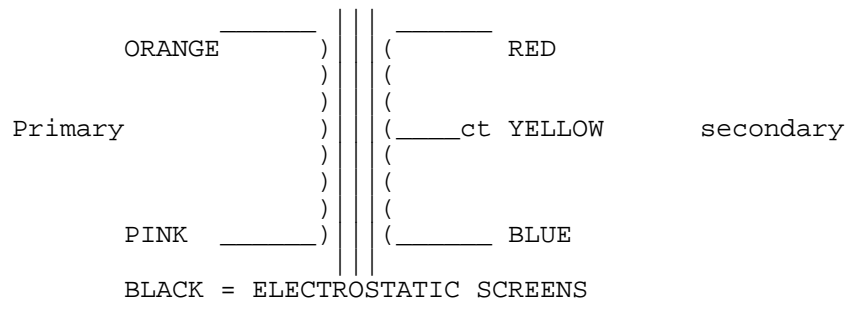 ORANGE RED
Primary ct YELLOW secondary
PINK BLUE
BLACK = ELECTROSTATIC SCREENS